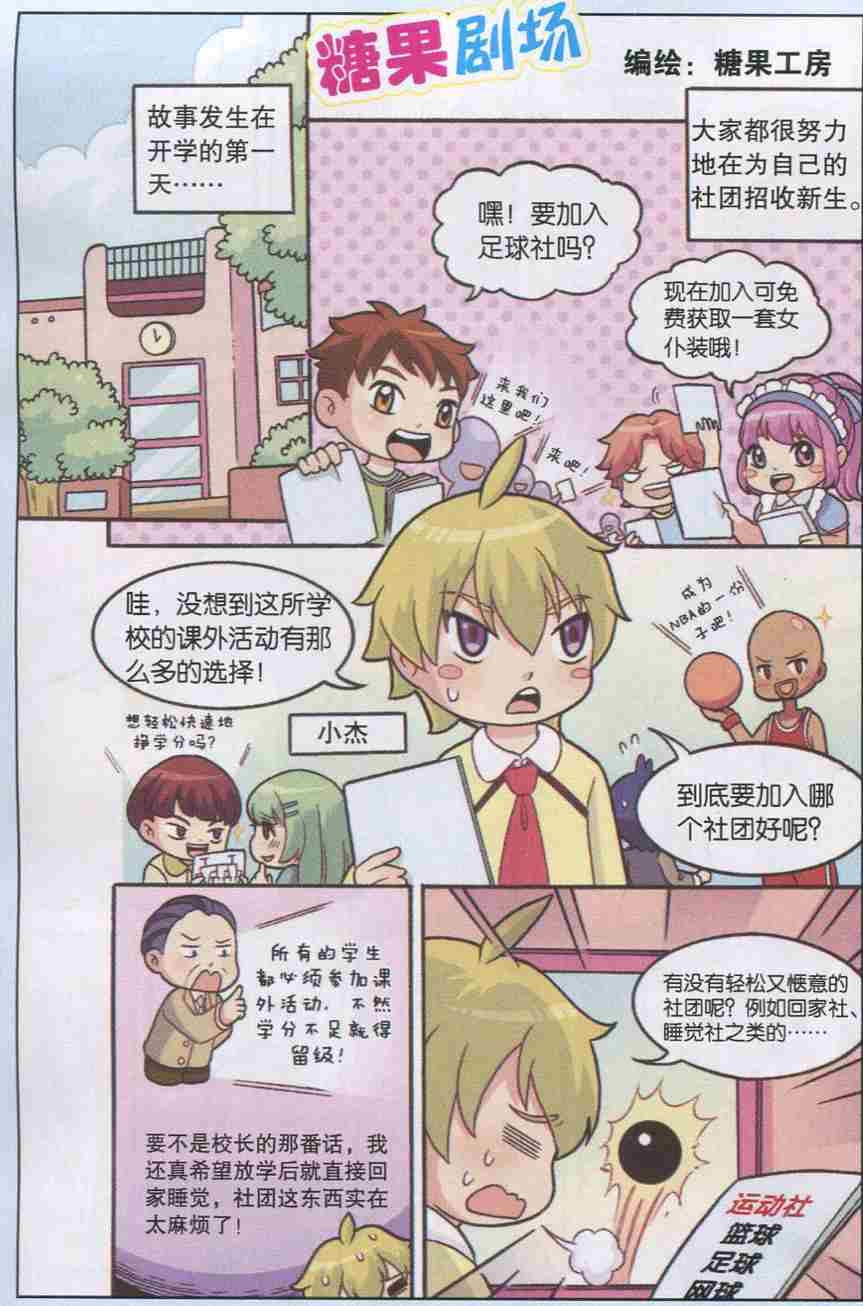 糖果剧场
编绘：糖果工房
故事发生在
开学的第一
天……
大家都很努力
地在为自己的
社团招收新生。
嘿！要加入
足球社吗？
现在加入可免
费获取一套女
仆装哦！
来我们
这里吧！
来吧！
哇，没想到这所学
校的课外活动有那
么多的选择！
小杰
成为
NBA的一份
子吧！
想轻松快速地
挣学分吗？
到底要加入哪
个社团好呢？
所有的学生
都必须参加课
外活动，不然
学分不足就得
留级！
要不是校长的那番话，我
还真希望放学后就直接回
家睡觉，社团这东西实在
太麻烦了！
有没有轻松又惬意的
社团呢？例如回家社、
睡觉社之类的……
运动社
篮球
足球
网球